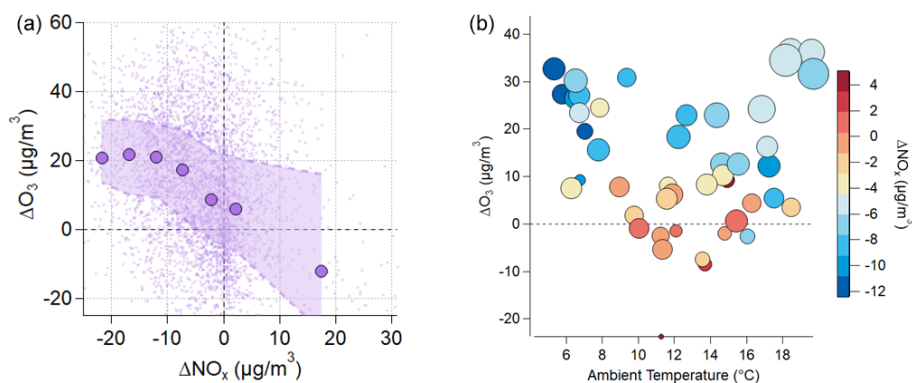 (a)
60
40
20
0
-20
ΔO3 (μg/m3)
-20 -10 0 10 20 30
ΔNOx (μg/m3)
(b)
40
30
20
10
0
-10
-20
ΔO3 (μg/m3)
6 8 10 12 14 16 18
Ambient Temperature (°C)
4
2
0
-2
-4
-6
-8
-10
-12
ΔNOx (μg/m3)